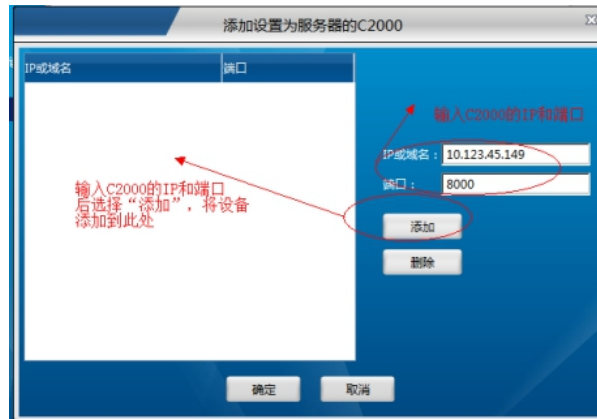 添加设置为服务器的C2000
IP或域名 端口
输入C2000的IP和端口
IP或域名： 10.123.45.149
端口： 8000
输入C2000的IP和端口
后选择“添加”，将设备
添加到此处
添加
删除
确定 取消